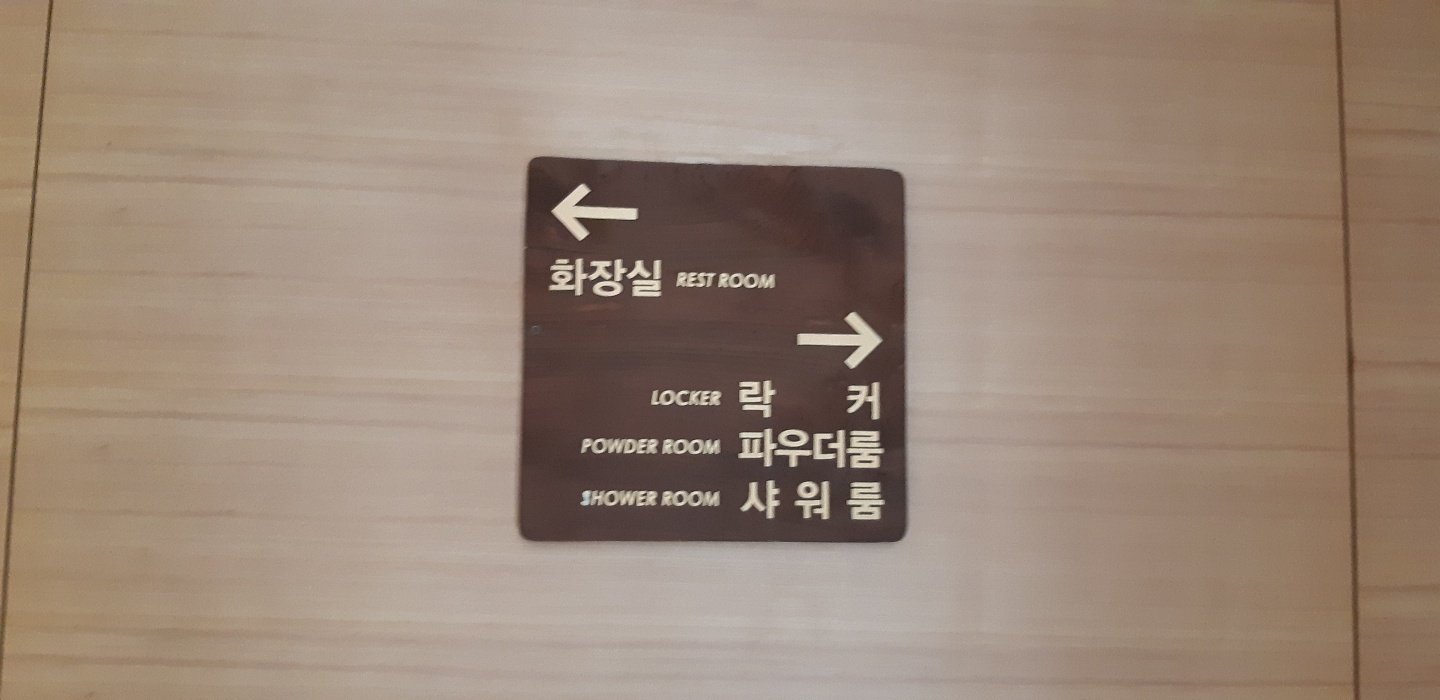 ←
화장실 REST ROOM
→
LOCKER 락 커
POWDER ROOM 파우더룸
SHOWER ROOM 샤 워 룸